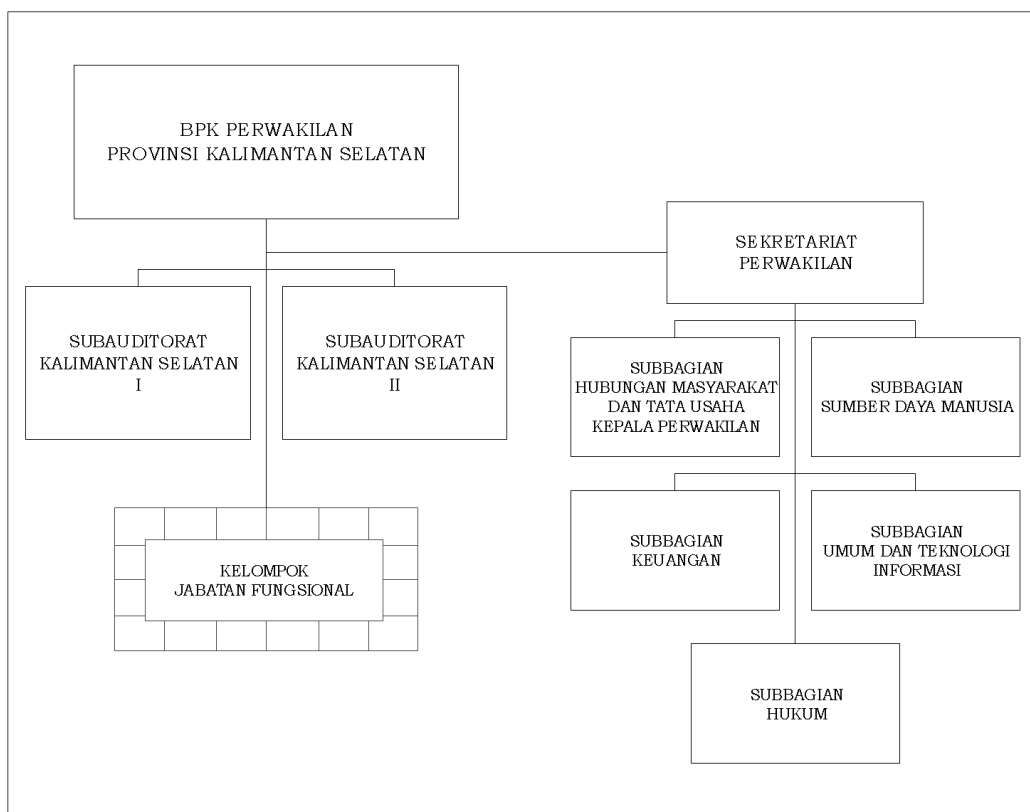 BPK PERWAKILAN
PROVINSI KALIMANTAN SELATAN
SEKRETARIAT
PERWAKILAN
SUBAUDITORAT
KALIMANTAN SELATAN
I
SUBAUDITORAT
KALIMANTAN SELATAN
II
SUBBAGIAN
HUBUNGAN MASYARAKAT
DAN TATA USAHA
KEPALA PERWAKILAN
SUBBAGIAN
SUMBER DAYA MANUSIA
SUBBAGIAN
KEUANGAN
SUBBAGIAN
UMUM DAN TEKNOLOGI
INFORMASI
KELOMPOK
JABATAN FUNGSIONAL
SUBBAGIAN
HUKUM